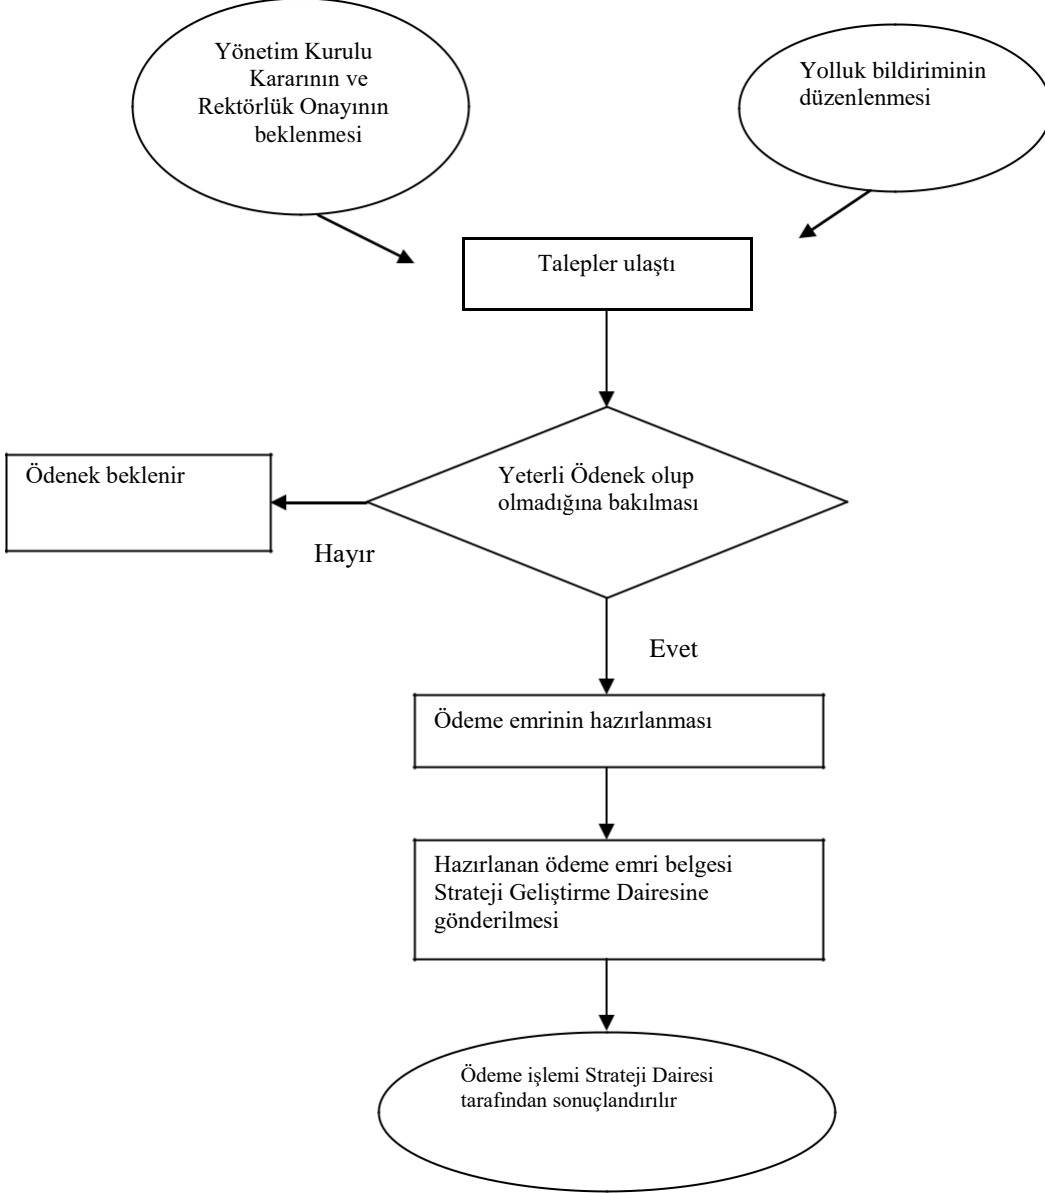 Yönetim Kurulu
Kararının ve
Rektörlük Onayının
beklenmesi
Yolluk bildiriminin
düzenlenmesi
Talepler ulaştı
Yeterli Ödenek olup
olmadığına bakılması
Ödenek beklenir
Hayır
Evet
Ödeme emrinin hazırlanması
Hazırlanan ödeme emri belgesi
Strateji Geliştirme Dairesine
gönderilmesi
Ödeme işlemi Strateji Dairesi
tarafından sonuçlandırılır